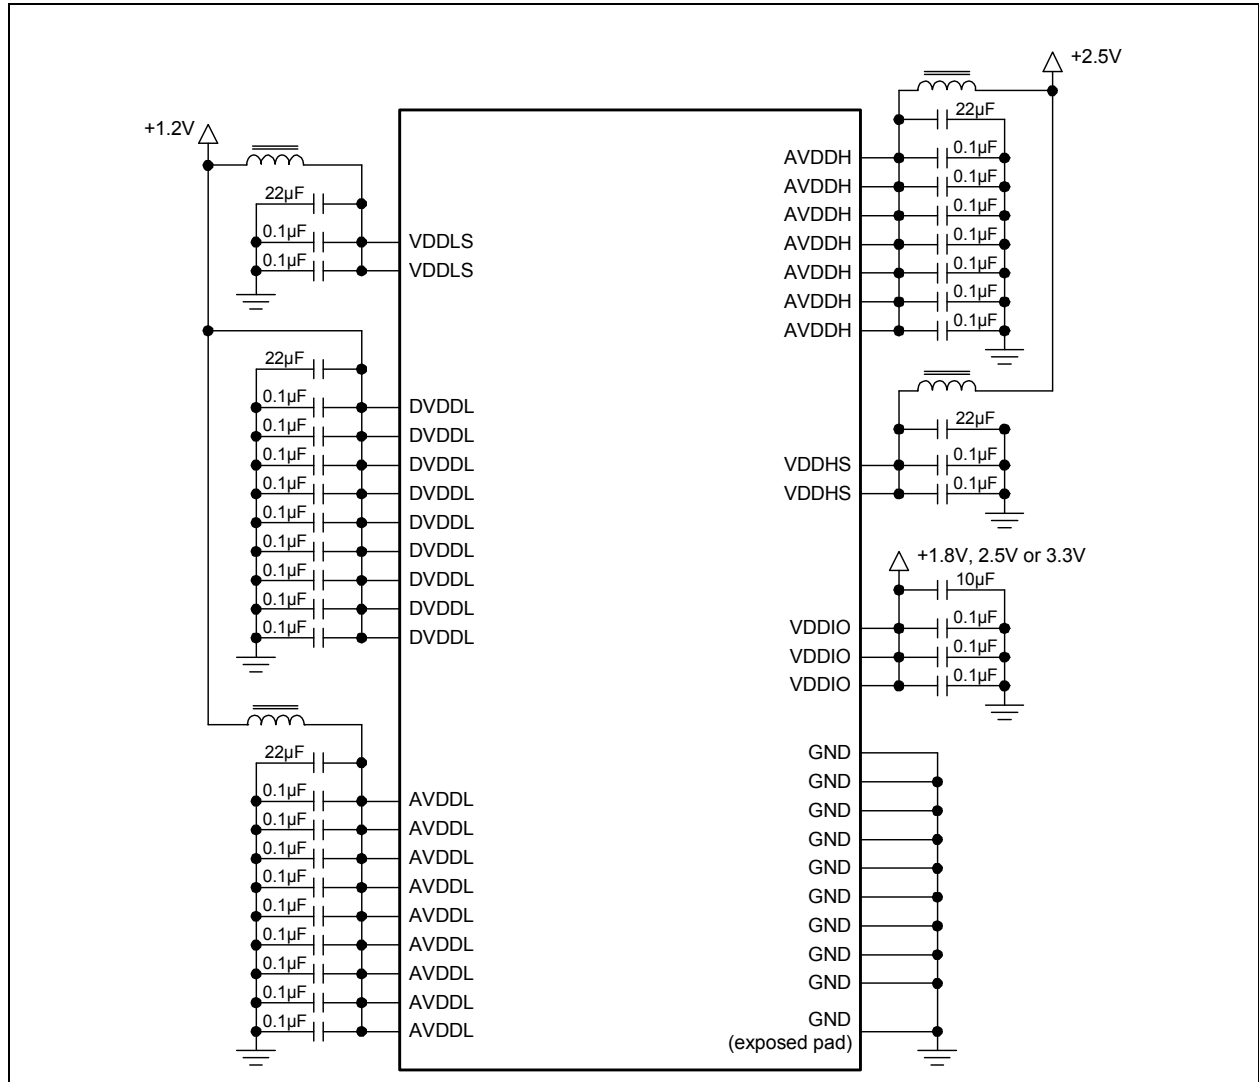 +1.2V
22µF
0.1µF
VDDLS
0.1µF
VDDLS
22µF
0.1µF
DVDDL
0.1µF
DVDDL
0.1µF
DVDDL
0.1µF
DVDDL
0.1µF
DVDDL
0.1µF
DVDDL
0.1µF
DVDDL
0.1µF
DVDDL
0.1µF
DVDDL
22µF
0.1µF
AVDDL
0.1µF
AVDDL
0.1µF
AVDDL
0.1µF
AVDDL
0.1µF
AVDDL
0.1µF
AVDDL
0.1µF
AVDDL
0.1µF
AVDDL
0.1µF
AVDDL
+2.5V
22µF
AVDDH
0.1µF
AVDDH
0.1µF
AVDDH
0.1µF
AVDDH
0.1µF
AVDDH
0.1µF
AVDDH
0.1µF
AVDDH
0.1µF
22µF
VDDHS
0.1µF
VDDHS
0.1µF
+1.8V, 2.5V or 3.3V
10µF
VDDIO
0.1µF
VDDIO
0.1µF
VDDIO
0.1µF
GND
GND
GND
GND
GND
GND
GND
GND
GND
GND
(exposed pad)